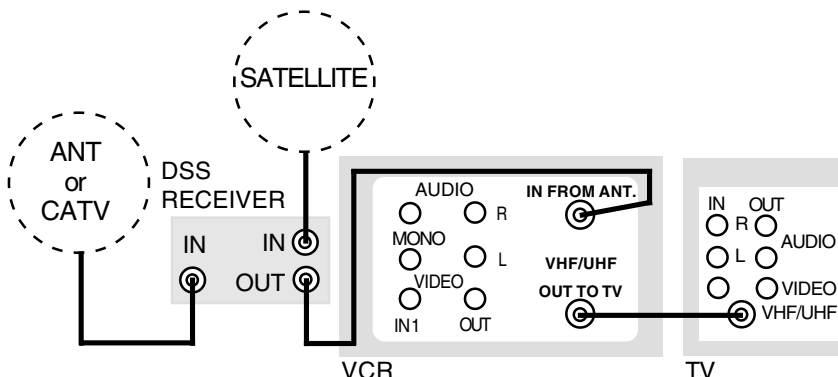 SATELLITE
ANT
or
CATV
DSS
RECEIVER
IN
IN
OUT
AUDIO
R
MONO
L
VIDEO
IN1
OUT
IN FROM ANT.
VHF/UHF
OUT TO TV
VCR
IN
OUT
R
AUDIO
L
VIDEO
VHF/UHF
TV